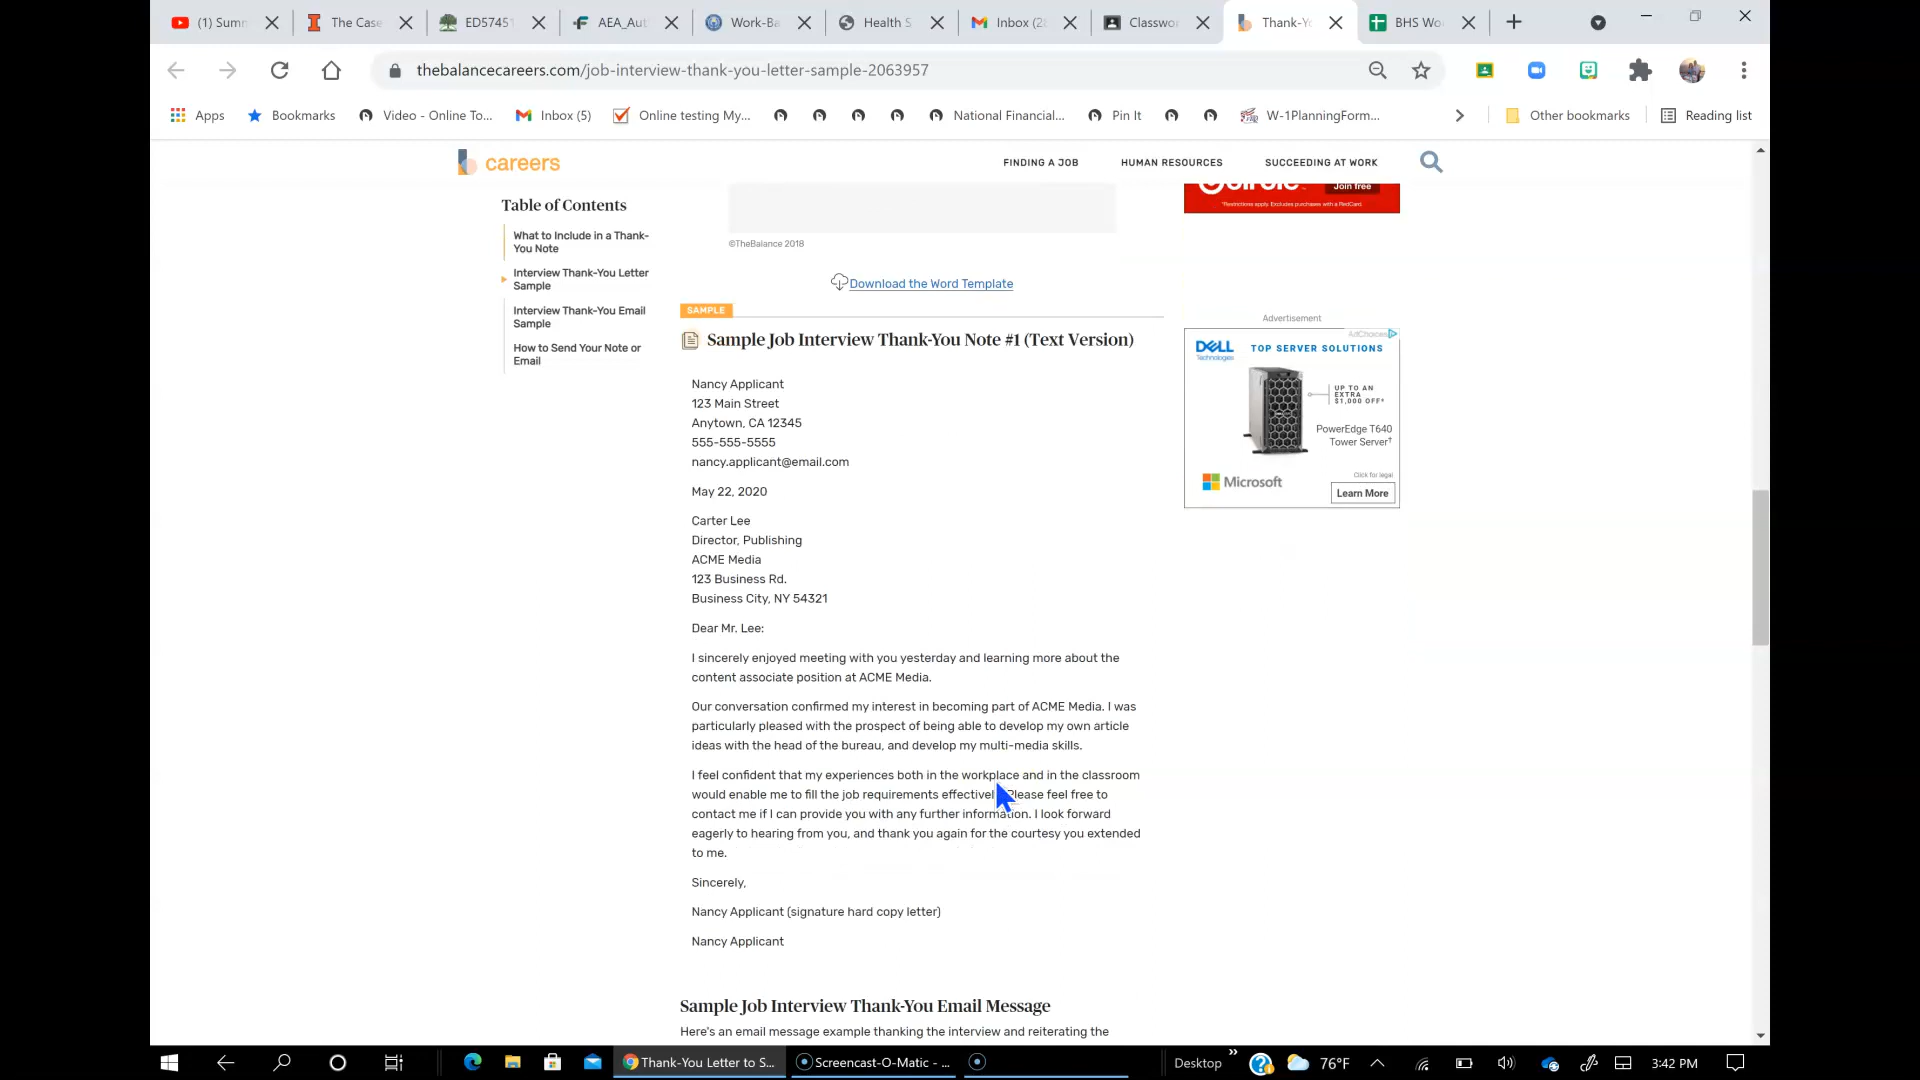 (1) Summ
The Case
ED57451
AEA_Aut
Work-Ba
Health S
Inbox (2
Classwor
Thank-Yo
BHS Wo
thebalancecareers.com/job-interview-thank-you-letter-sample-2063957
Apps
Bookmarks
Video - Online To...
Inbox (5)
Online testing My...
National Financial...
Pin It
W-1PlanningForm...
Other bookmarks
Reading list
careers
FINDING A JOB
HUMAN RESOURCES
SUCCEEDING AT WORK
Table of Contents
What to Include in a Thank-
You Note
Interview Thank-You Letter
Sample
Interview Thank-You Email
Sample
How to Send Your Note or
Email
©TheBalance 2018
Download the Word Template
SAMPLE
Sample Job Interview Thank-You Note #1 (Text Version)
Nancy Applicant
123 Main Street
Anytown, CA 12345
555-555-5555
nancy.applicant@email.com
May 22, 2020
Carter Lee
Director, Publishing
ACME Media
123 Business Rd.
Business City, NY 54321
Dear Mr. Lee:
I sincerely enjoyed meeting with you yesterday and learning more about the
content associate position at ACME Media.
Our conversation confirmed my interest in becoming part of ACME Media. I was
particularly pleased with the prospect of being able to develop my own article
ideas with the head of the bureau, and develop my multi-media skills.
I feel confident that my experiences both in the workplace and in the classroom
would enable me to fill the job requirements effectively. Please feel free to
contact me if I can provide you with any further information. I look forward
eagerly to hearing from you, and thank you again for the courtesy you extended
to me.
Sincerely,
Nancy Applicant (signature hard copy letter)
Nancy Applicant
Sample Job Interview Thank-You Email Message
Here's an email message example thanking the interview and reiterating the
Join free
*Restrictions apply. Excludes purchases with a RedCard.
Advertisement
AdChoices
DELL
Technologies
TOP SERVER SOLUTIONS
UP TO AN
EXTRA
$1,000 OFF*
PowerEdge T640
Tower Server†
Microsoft
Click for legal
Learn More
Thank-You Letter to S...
Screencast-O-Matic - ...
Desktop
76°F
3:42 PM